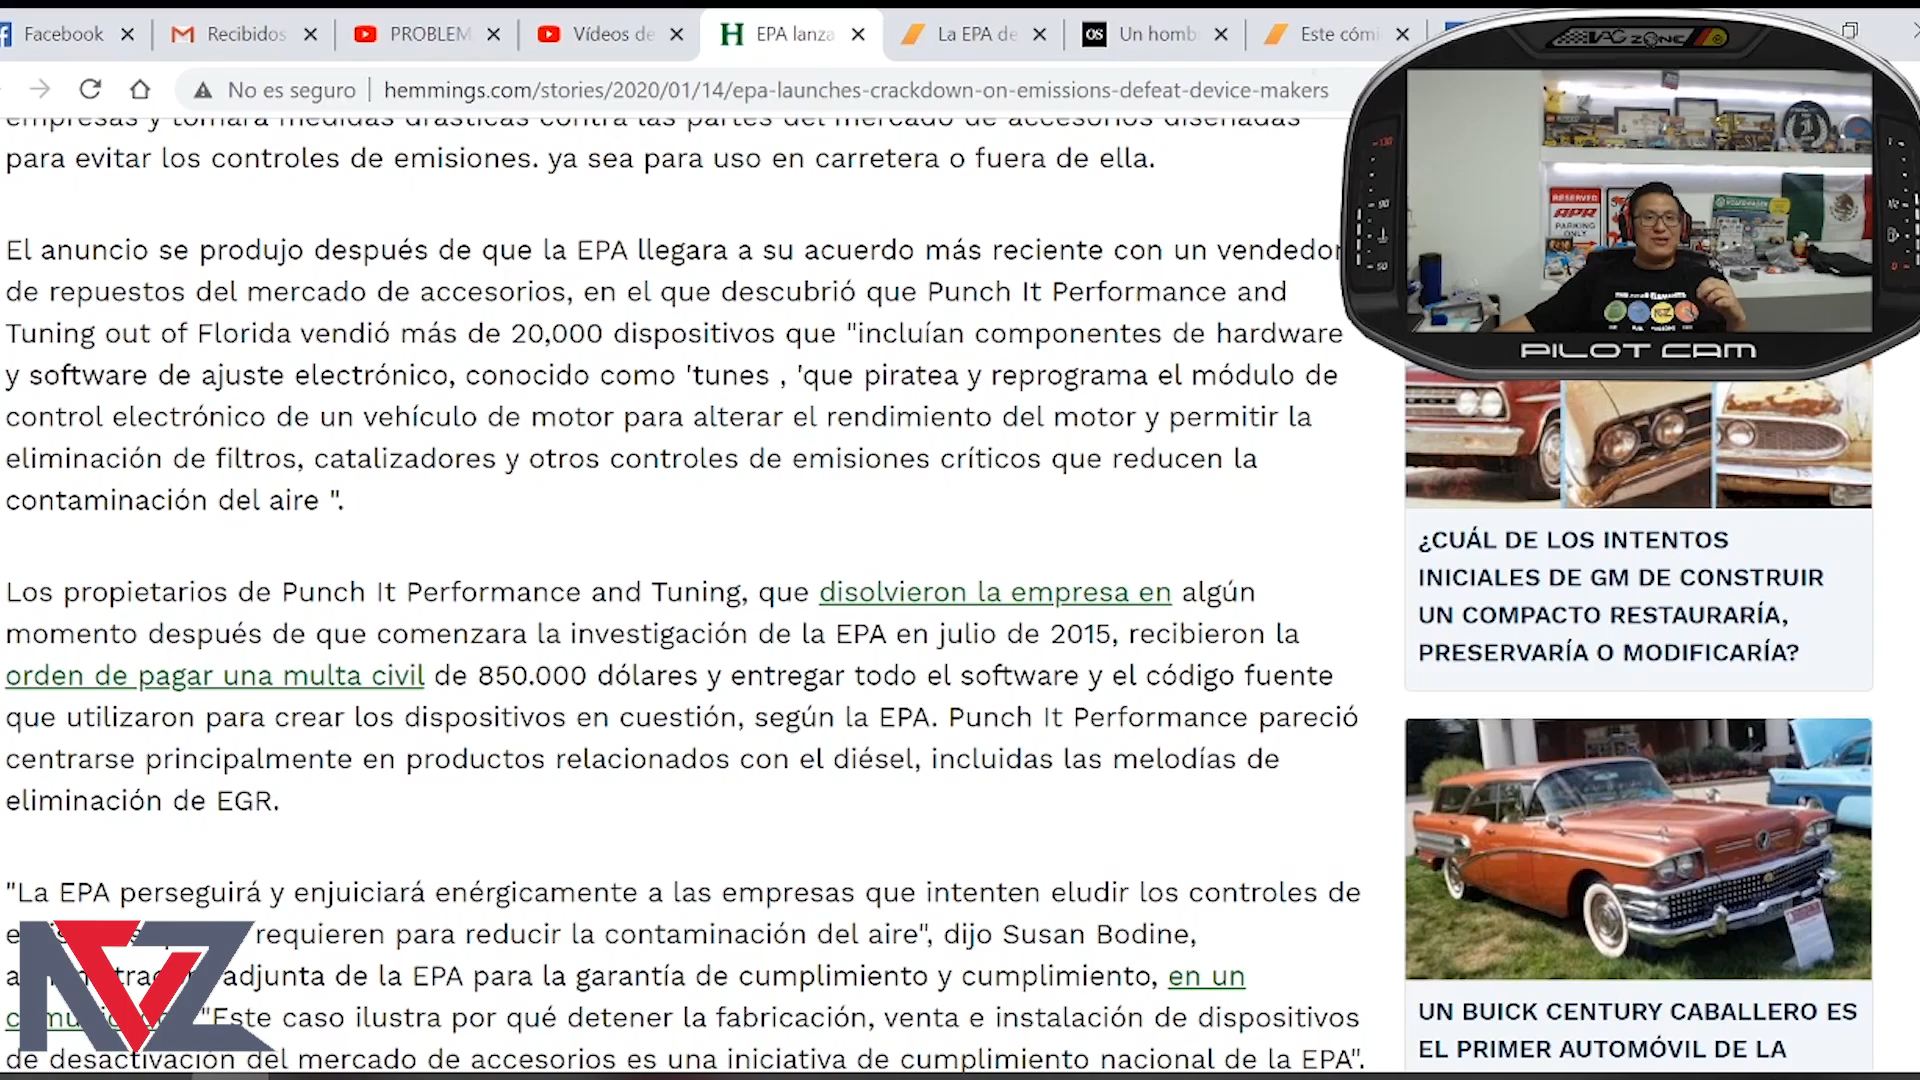 Facebook
Recibidos
PROBLEM
Vídeos de
EPA lanza
La EPA de
OS
Un homb
Este cómi
No es seguro
hemmings.com/stories/2020/01/14/epa-launches-crackdown-on-emissions-defeat-device-makers
empresas y tomará medidas drásticas contra las partes del mercado de accesorios diseñadas
para evitar los controles de emisiones. ya sea para uso en carretera o fuera de ella.
El anuncio se produjo después de que la EPA llegara a su acuerdo más reciente con un vendedor
de repuestos del mercado de accesorios, en el que descubrió que Punch It Performance and
Tuning out of Florida vendió más de 20,000 dispositivos que "incluían componentes de hardware
y software de ajuste electrónico, conocido como 'tunes , 'que piratea y reprograma el módulo de
control electrónico de un vehículo de motor para alterar el rendimiento del motor y permitir la
eliminación de filtros, catalizadores y otros controles de emisiones críticos que reducen la
contaminación del aire ".
Los propietarios de Punch It Performance and Tuning, que disolvieron la empresa en algún
momento después de que comenzara la investigación de la EPA en julio de 2015, recibieron la
orden de pagar una multa civil de 850.000 dólares y entregar todo el software y el código fuente
que utilizaron para crear los dispositivos en cuestión, según la EPA. Punch It Performance pareció
centrarse principalmente en productos relacionados con el diésel, incluidas las melodías de
eliminación de EGR.
"La EPA perseguirá y enjuiciará enérgicamente a las empresas que intenten eludir los controles de
requieren para reducir la contaminación del aire", dijo Susan Bodine,
adjunta de la EPA para la garantía de cumplimiento y cumplimiento, en un
"Este caso ilustra por qué detener la fabricación, venta e instalación de dispositivos
de desactivación del mercado de accesorios es una iniciativa de cumplimiento nacional de la EPA".
NVZ
VAG ZONE
RESERVED
APR
PARKING
ONLY
PILOT CAM
¿CUÁL DE LOS INTENTOS
INICIALES DE GM DE CONSTRUIR
UN COMPACTO RESTAURARÍA,
PRESERVARÍA O MODIFICARÍA?
UN BUICK CENTURY CABALLERO ES
EL PRIMER AUTOMÓVIL DE LA